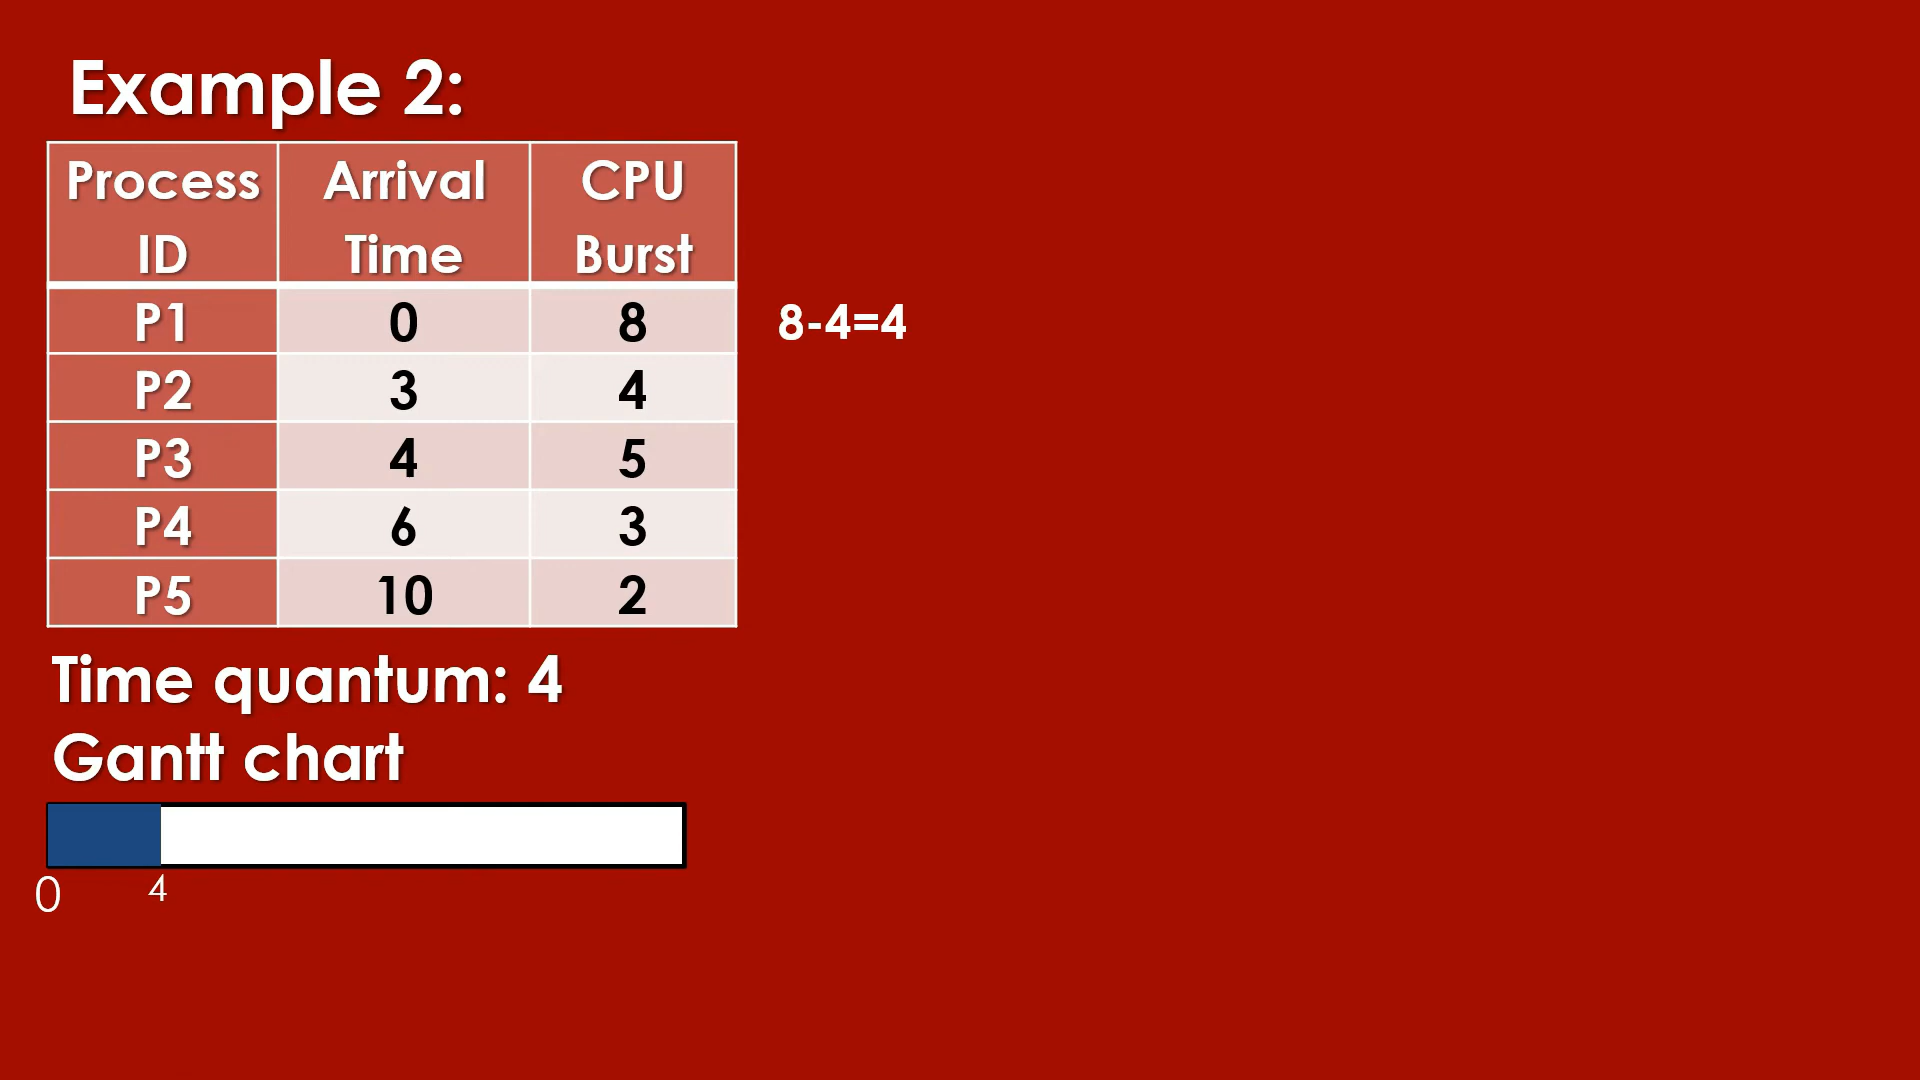 Example 2:
Process ID Arrival Time CPU Burst
P1 0 8 8-4=4
P2 3 4
P3 4 5
P4 6 3
P5 10 2
Time quantum: 4
Gantt chart
0 4